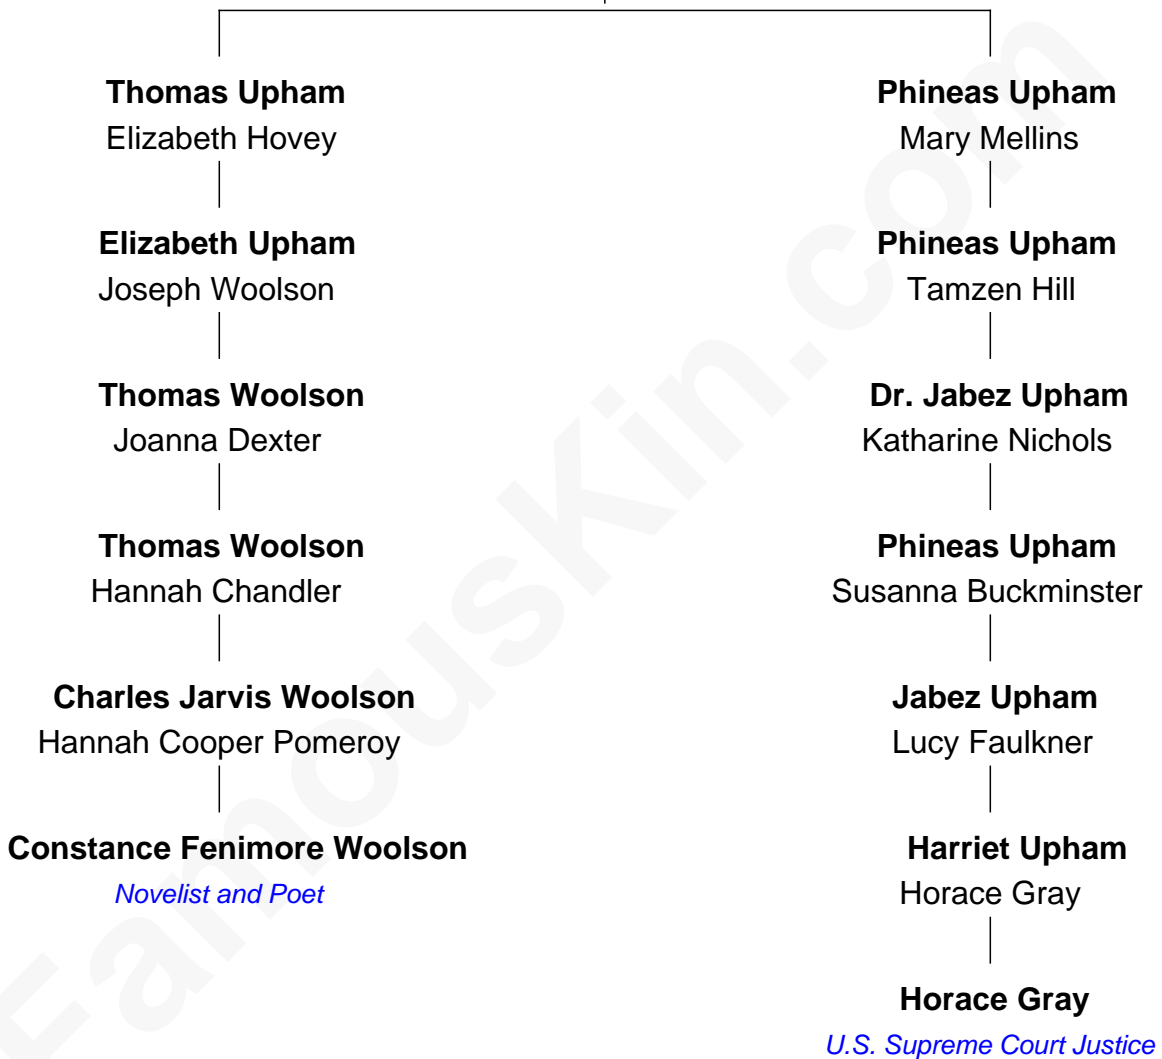 Thomas Upham
Elizabeth Hovey
Elizabeth Upham
Joseph Woolson
Thomas Woolson
Joanna Dexter
Thomas Woolson
Hannah Chandler
Charles Jarvis Woolson
Hannah Cooper Pomeroy
Constance Fenimore Woolson
Novelist and Poet
Phineas Upham
Mary Mellins
Phineas Upham
Tamzen Hill
Dr. Jabez Upham
Katharine Nichols
Phineas Upham
Susanna Buckminster
Jabez Upham
Lucy Faulkner
Harriet Upham
Horace Gray
Horace Gray
U.S. Supreme Court Justice
FamousKin.com